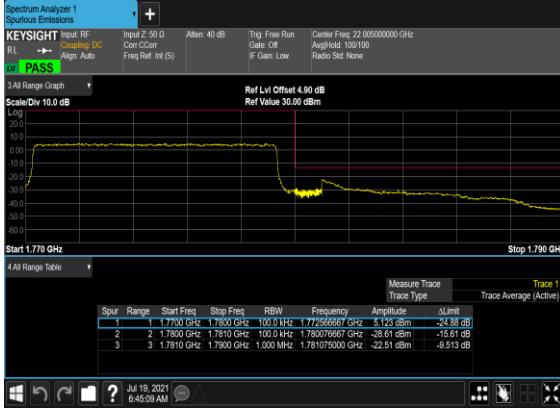 Spectrum Analyzer 1
Spurious Emissions
+
KEYSIGHT Input: RF Input Z: 50 Ω Atten: 40 dB Trig: Free Run Center Freq: 22.005000000 GHz
RL Coupling: DC Corr CCorr Gate: Off Avg|Hold: 100/100
Align: Auto Freq Ref: Int (S) IF Gain: Low Radio Std: None
LXI PASS
3 All Range Graph
Ref Lvl Offset 4.90 dB
Scale/Div 10.0 dB Ref Value 30.00 dBm
Log
20.0
10.0
0.00
-10.0
-20.0
-30.0
-40.0
-50.0
-60.0
Start 1.770 GHz Stop 1.790 GH
4 All Range Table
Measure Trace Trace 1
Trace Type Trace Average (Active)
Spur Range Start Freq Stop Freq RBW Frequency Amplitude ΔLimit
1 1 1.7700 GHz 1.7800 GHz 100.0 kHz 1.772566667 GHz 5.123 dBm -24.88 dB
2 2 1.7800 GHz 1.7810 GHz 100.0 kHz 1.780076667 GHz -28.61 dBm -15.61 dB
3 3 1.7810 GHz 1.7900 GHz 1.000 MHz 1.781075000 GHz -22.51 dBm -9.513 dB
? Jul 19, 2021
6:45:09 AM